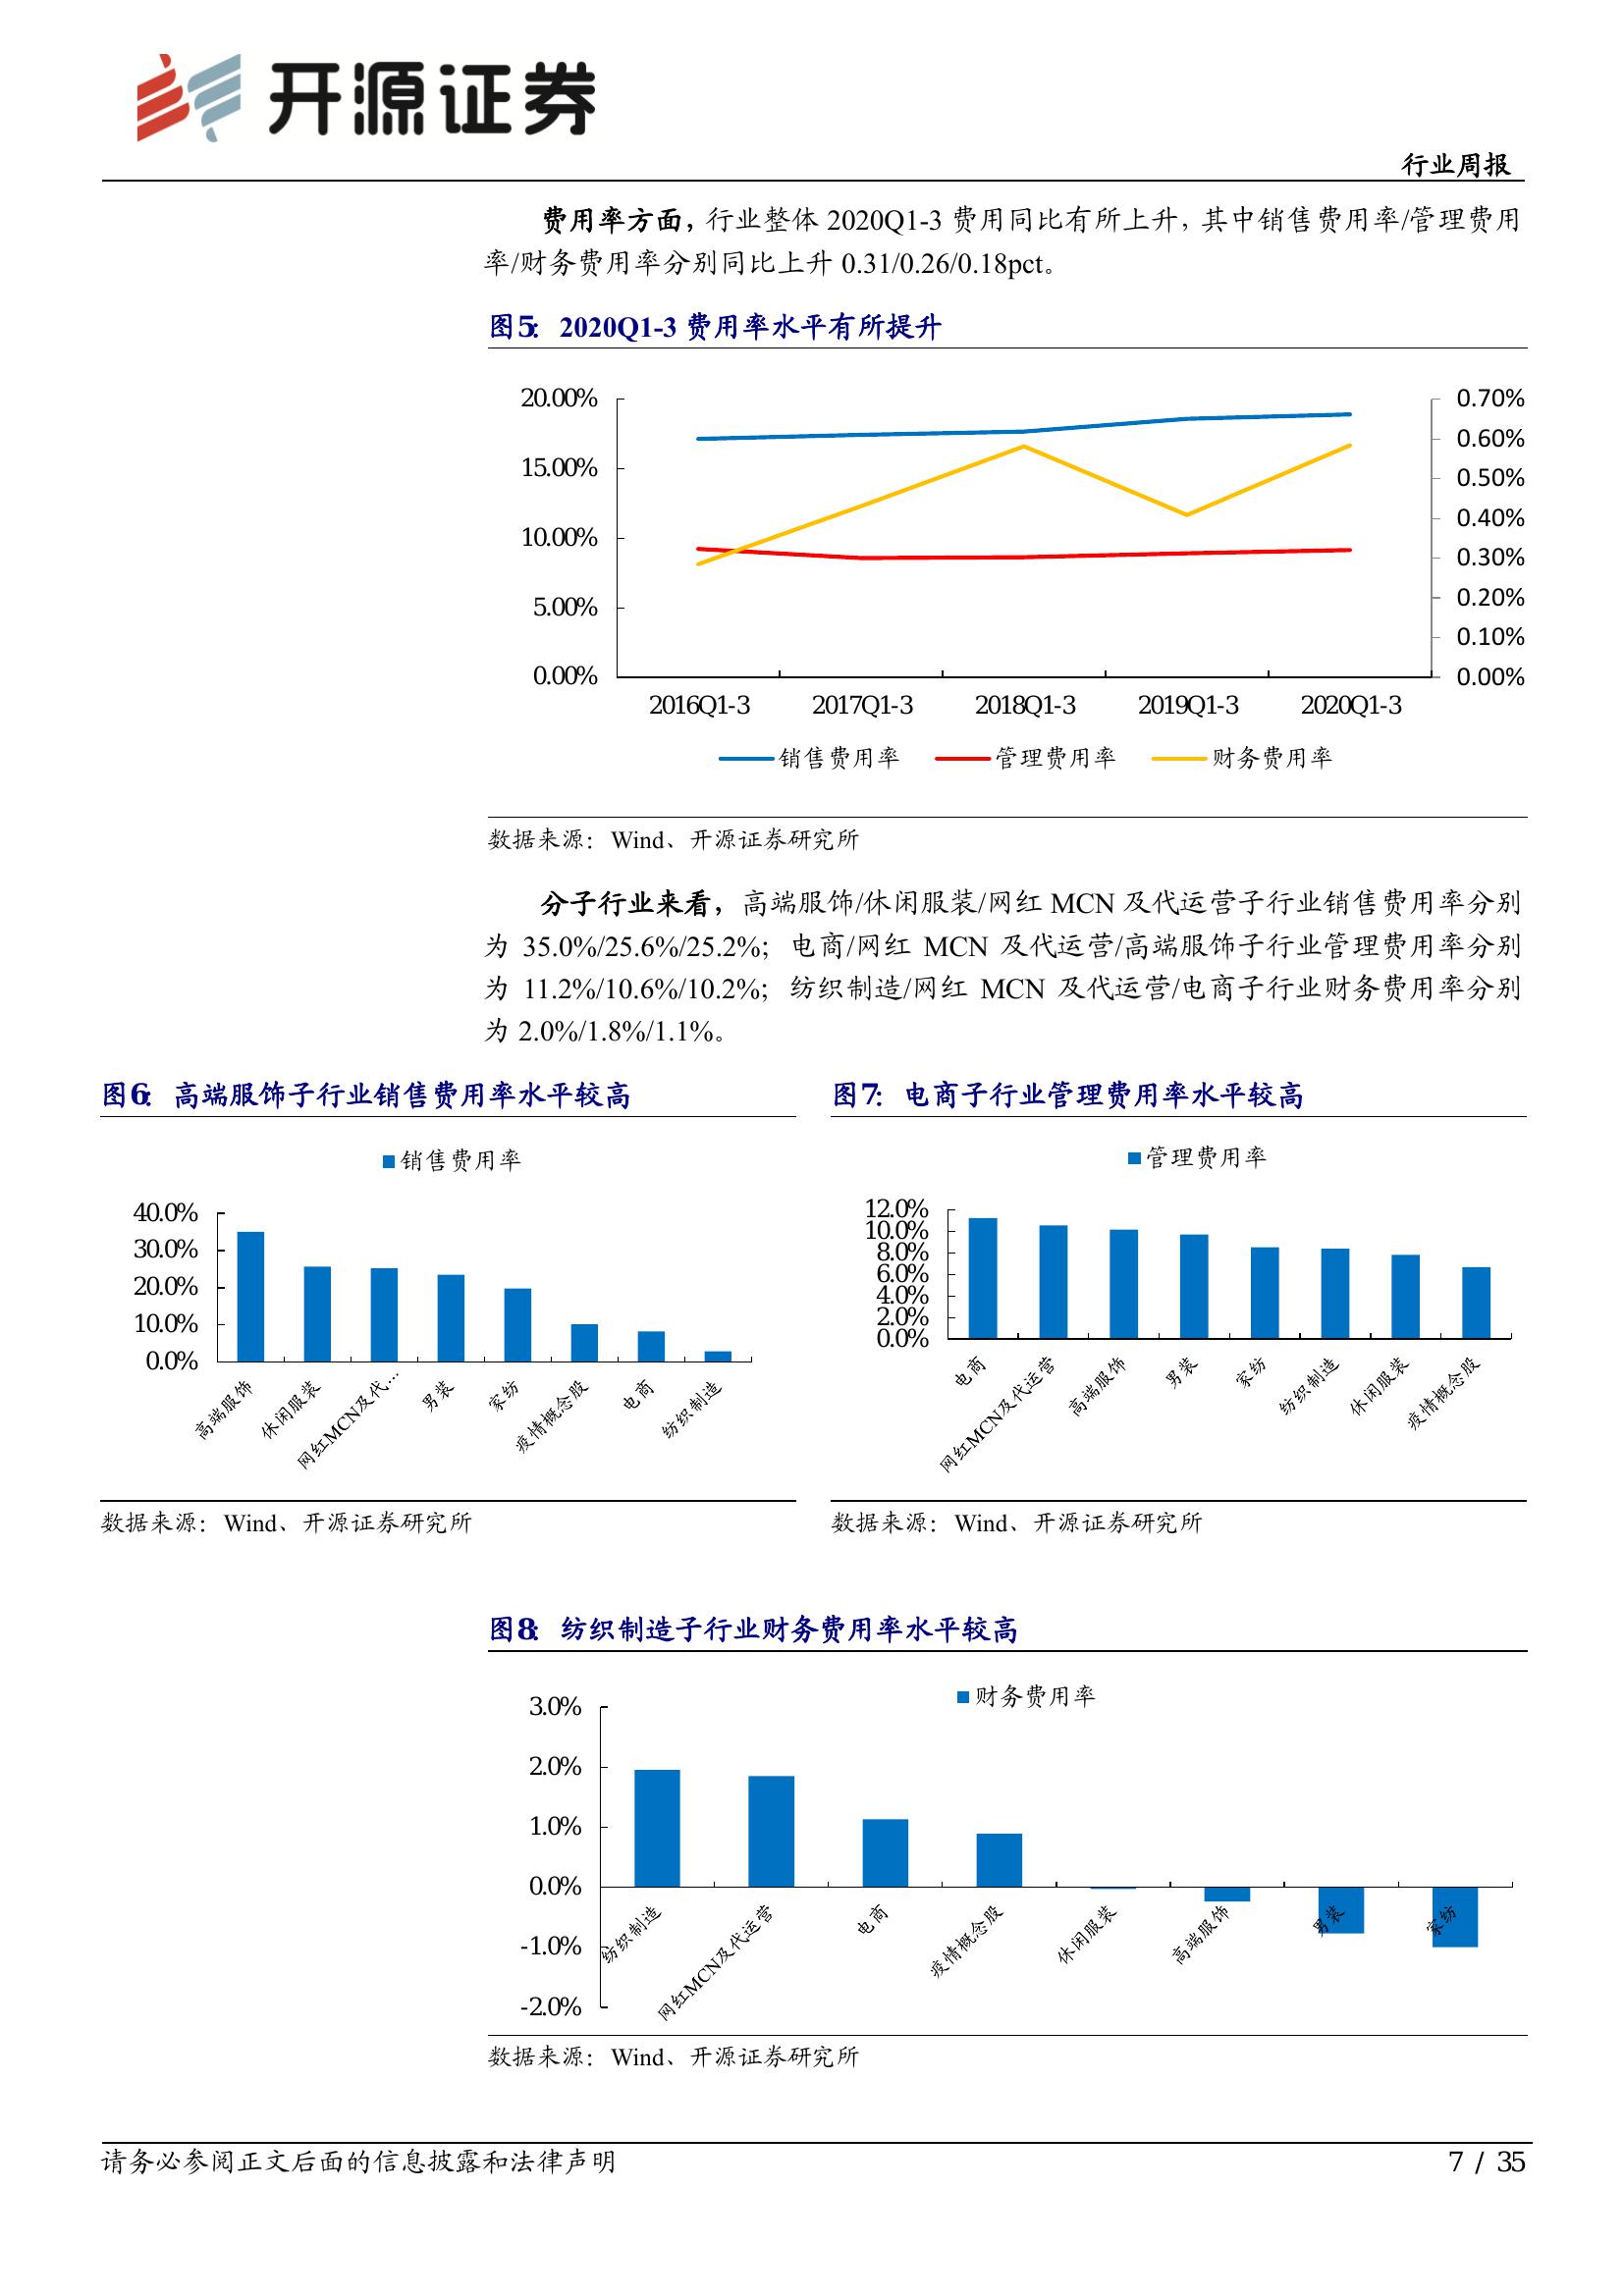 开源证券
行业周报
费用率方面，行业整体 2020Q1-3 费用同比有所上升，其中销售费用率/管理费用
率/财务费用率分别同比上升 0.31/0.26/0.18pct。
图5： 2020Q1-3 费用率水平有所提升
20.00%
15.00%
10.00%
5.00%
0.00%
0.70%
0.60%
0.50%
0.40%
0.30%
0.20%
0.10%
0.00%
2016Q1-3 2017Q1-3 2018Q1-3 2019Q1-3 2020Q1-3
销售费用率 管理费用率 财务费用率
数据来源：Wind、开源证券研究所
分子行业来看，高端服饰/休闲服装/网红 MCN 及代运营子行业销售费用率分别
为 35.0%/25.6%/25.2%；电商/网红 MCN 及代运营/高端服饰子行业管理费用率分别
为 11.2%/10.6%/10.2%；纺织制造/网红 MCN 及代运营/电商子行业财务费用率分别
为 2.0%/1.8%/1.1%。
图6： 高端服饰子行业销售费用率水平较高
销售费用率
40.0%
30.0%
20.0%
10.0%
0.0%
高端服饰 休闲服装 网红MCN及代… 男装 家纺 疫情概念股 电商 纺织制造
数据来源：Wind、开源证券研究所
图7： 电商子行业管理费用率水平较高
管理费用率
12.0%
10.0%
8.0%
6.0%
4.0%
2.0%
0.0%
电商 网红MCN及代运营 高端服饰 男装 家纺 纺织制造 休闲服装 疫情概念股
数据来源：Wind、开源证券研究所
图8： 纺织制造子行业财务费用率水平较高
财务费用率
3.0%
2.0%
1.0%
0.0%
-1.0%
-2.0%
纺织制造 网红MCN及代运营 电商 疫情概念股 休闲服装 高端服饰 男装 家纺
数据来源：Wind、开源证券研究所
请务必参阅正文后面的信息披露和法律声明
7 / 35